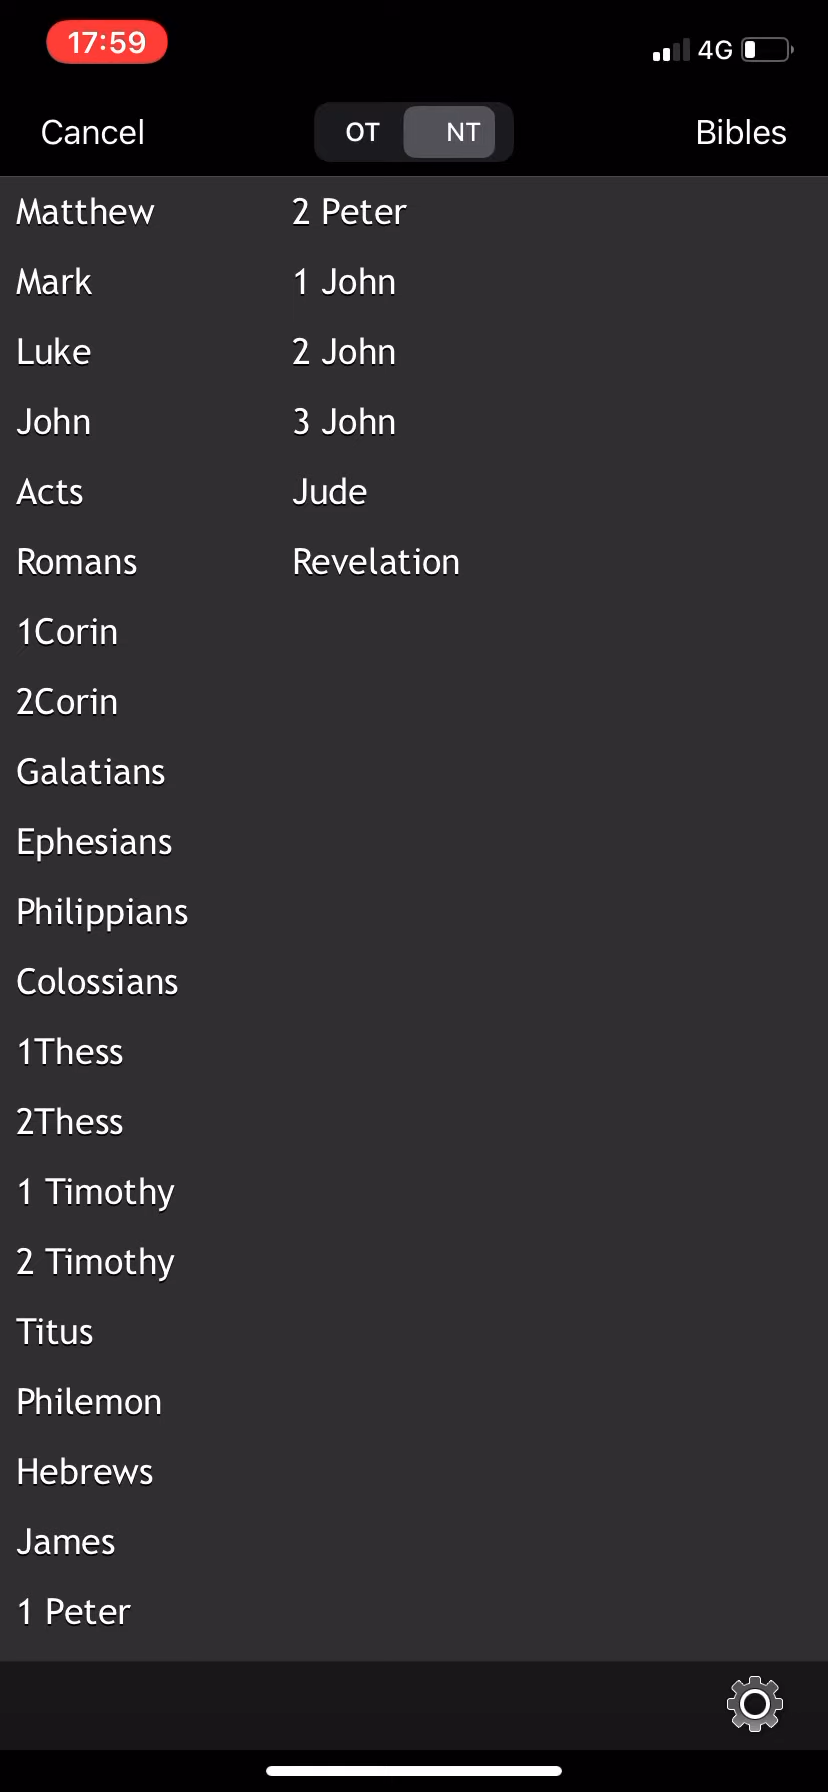 17:59 4G
Cancel OT NT Bibles
Matthew
Mark
Luke
John
Acts
Romans
1Corin
2Corin
Galatians
Ephesians
Philippians
Colossians
1Thess
2Thess
1 Timothy
2 Timothy
Titus
Philemon
Hebrews
James
1 Peter
2 Peter
1 John
2 John
3 John
Jude
Revelation